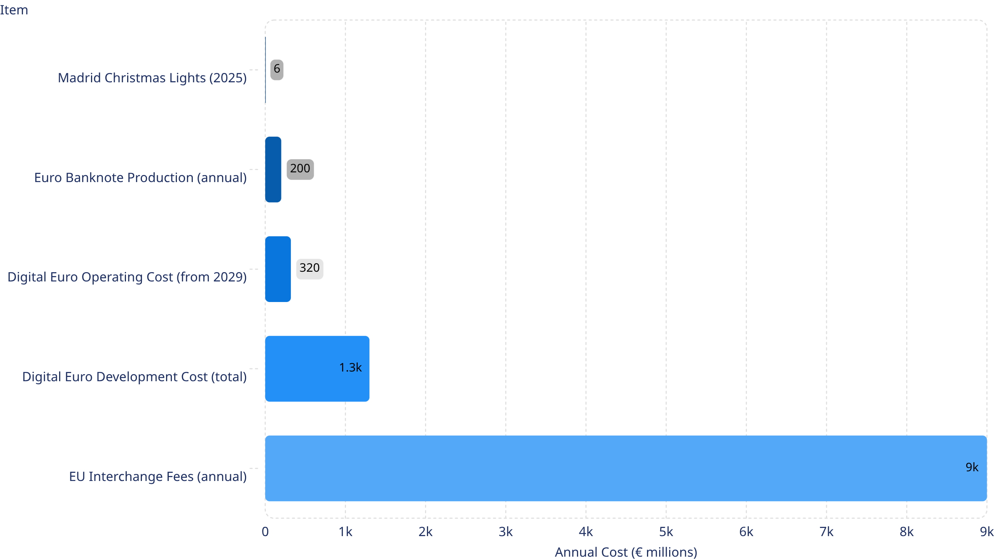 Item
Madrid Christmas Lights (2025)
6
Euro Banknote Production (annual)
200
Digital Euro Operating Cost (from 2029)
320
Digital Euro Development Cost (total)
1.3k
EU Interchange Fees (annual)
9k
0 1k 2k 3k 4k 5k 6k 7k 8k 9k
Annual Cost (€ millions)